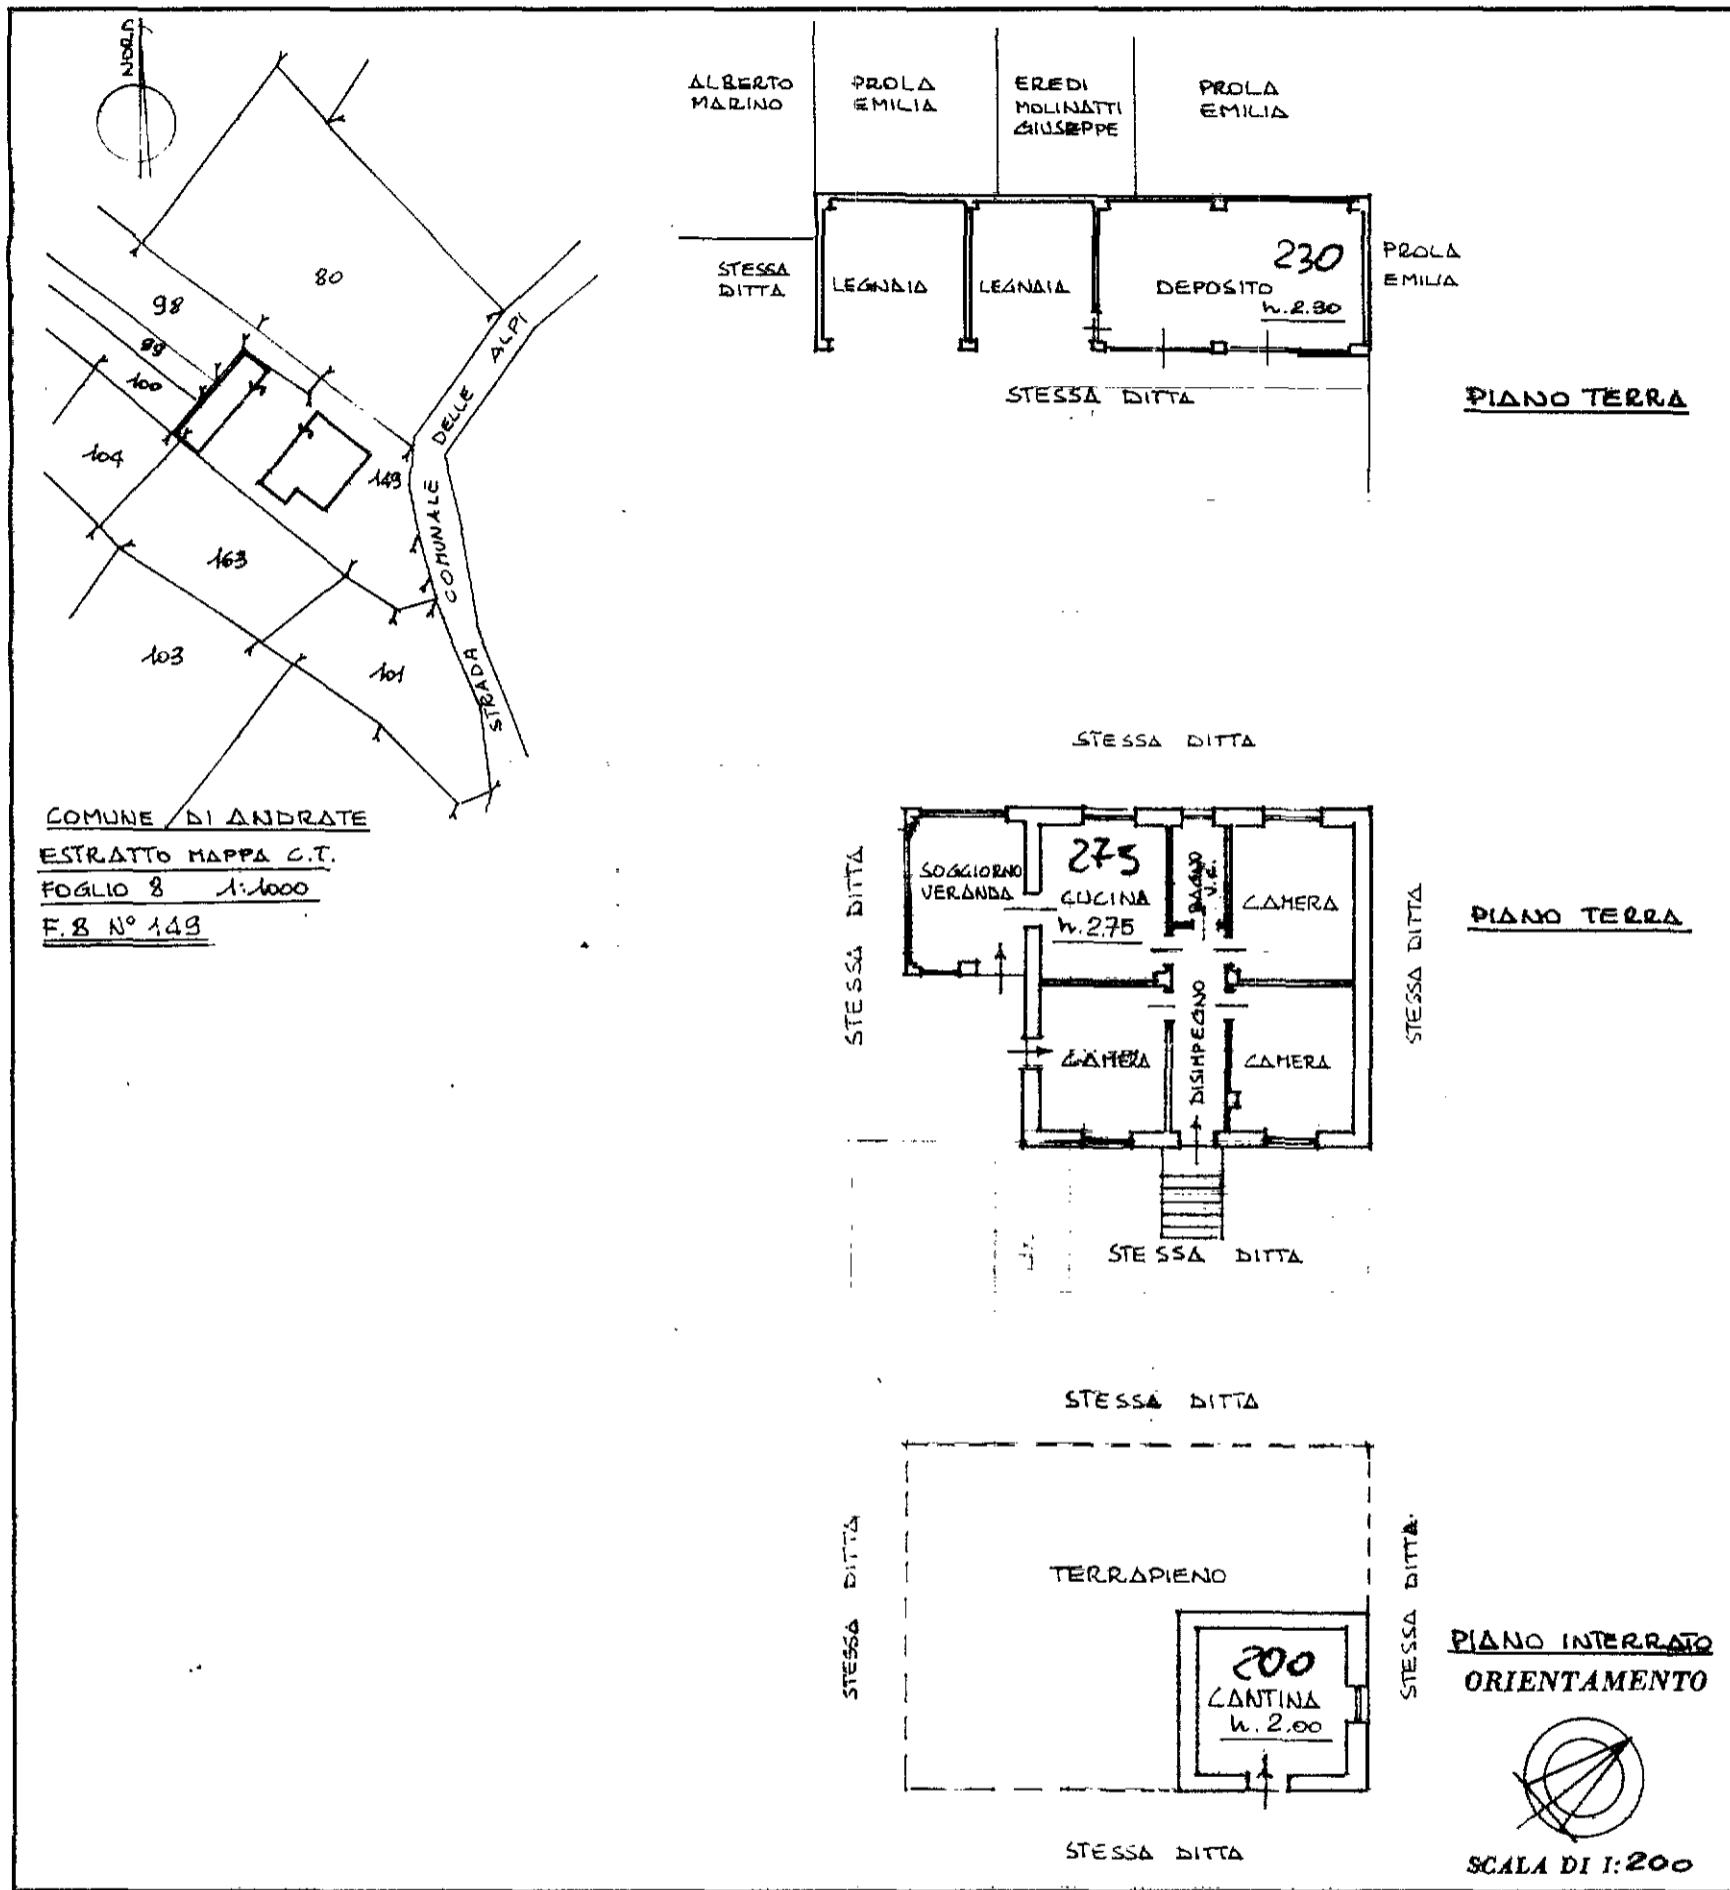 NORD
80
98
99
100
104
149
163
103
101
STRADA COMUNALE DELLE ALPI
COMUNE DI ANDRATE
ESTRATTO MAPPA C.T.
FOGLIO 8 1:1000
F. 8 N° 149
ALBERTO
MARINO
PROLA
EMILIA
EREDI
MOLINATTI
GIUSEPPE
PROLA
EMILIA
STESSA
DITTA
LEGNAIA
LEGNAIA
230
DEPOSITO
h. 2.30
PROLA
EMILIA
STESSA DITTA
PIANO TERRA
STESSA DITTA
STESSA DITTA
SOGGIORNO
VERANDA
275
CUCINA
h. 2.75
BAGNO
CAMERA
STESSA DITTA
PIANO TERRA
CAMERA
DISIMPEGNO
CAMERA
STESSA DITTA
STESSA DITTA
STESSA DITTA
TERRAPIENO
STESSA DITTA
200
CANTINA
h. 2.00
STESSA DITTA
PIANO INTERRATO
ORIENTAMENTO
SCALA DI 1:200